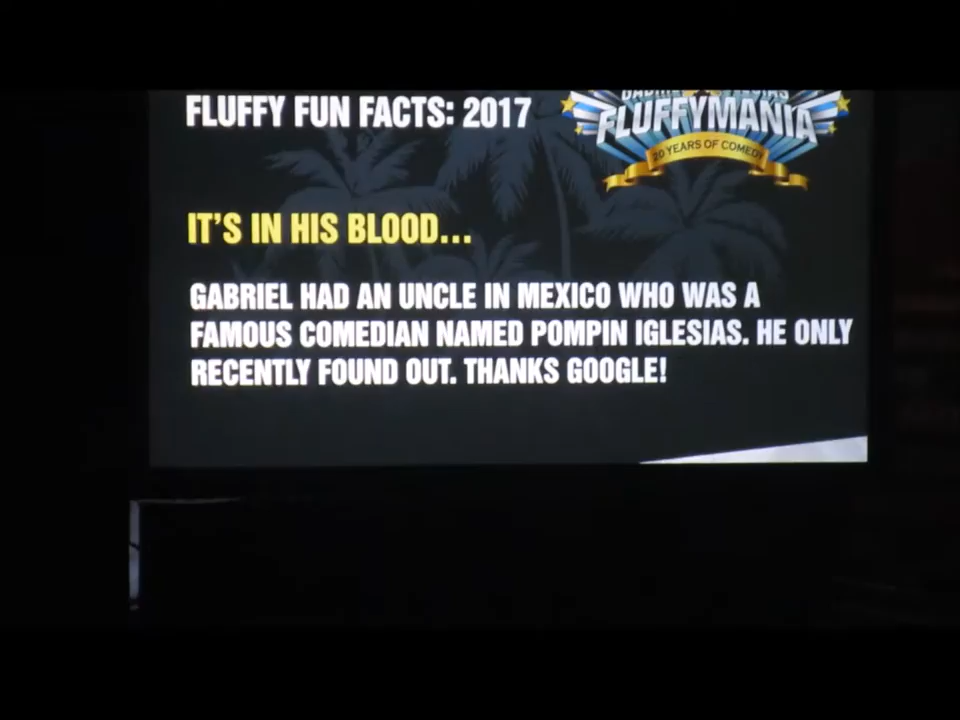 FLUFFY FUN FACTS: 2017
FLUFFYMANIA
20 YEARS OF COMEDY
IT'S IN HIS BLOOD...
GABRIEL HAD AN UNCLE IN MEXICO WHO WAS A
FAMOUS COMEDIAN NAMED POMPIN IGLESIAS. HE ONLY
RECENTLY FOUND OUT. THANKS GOOGLE!